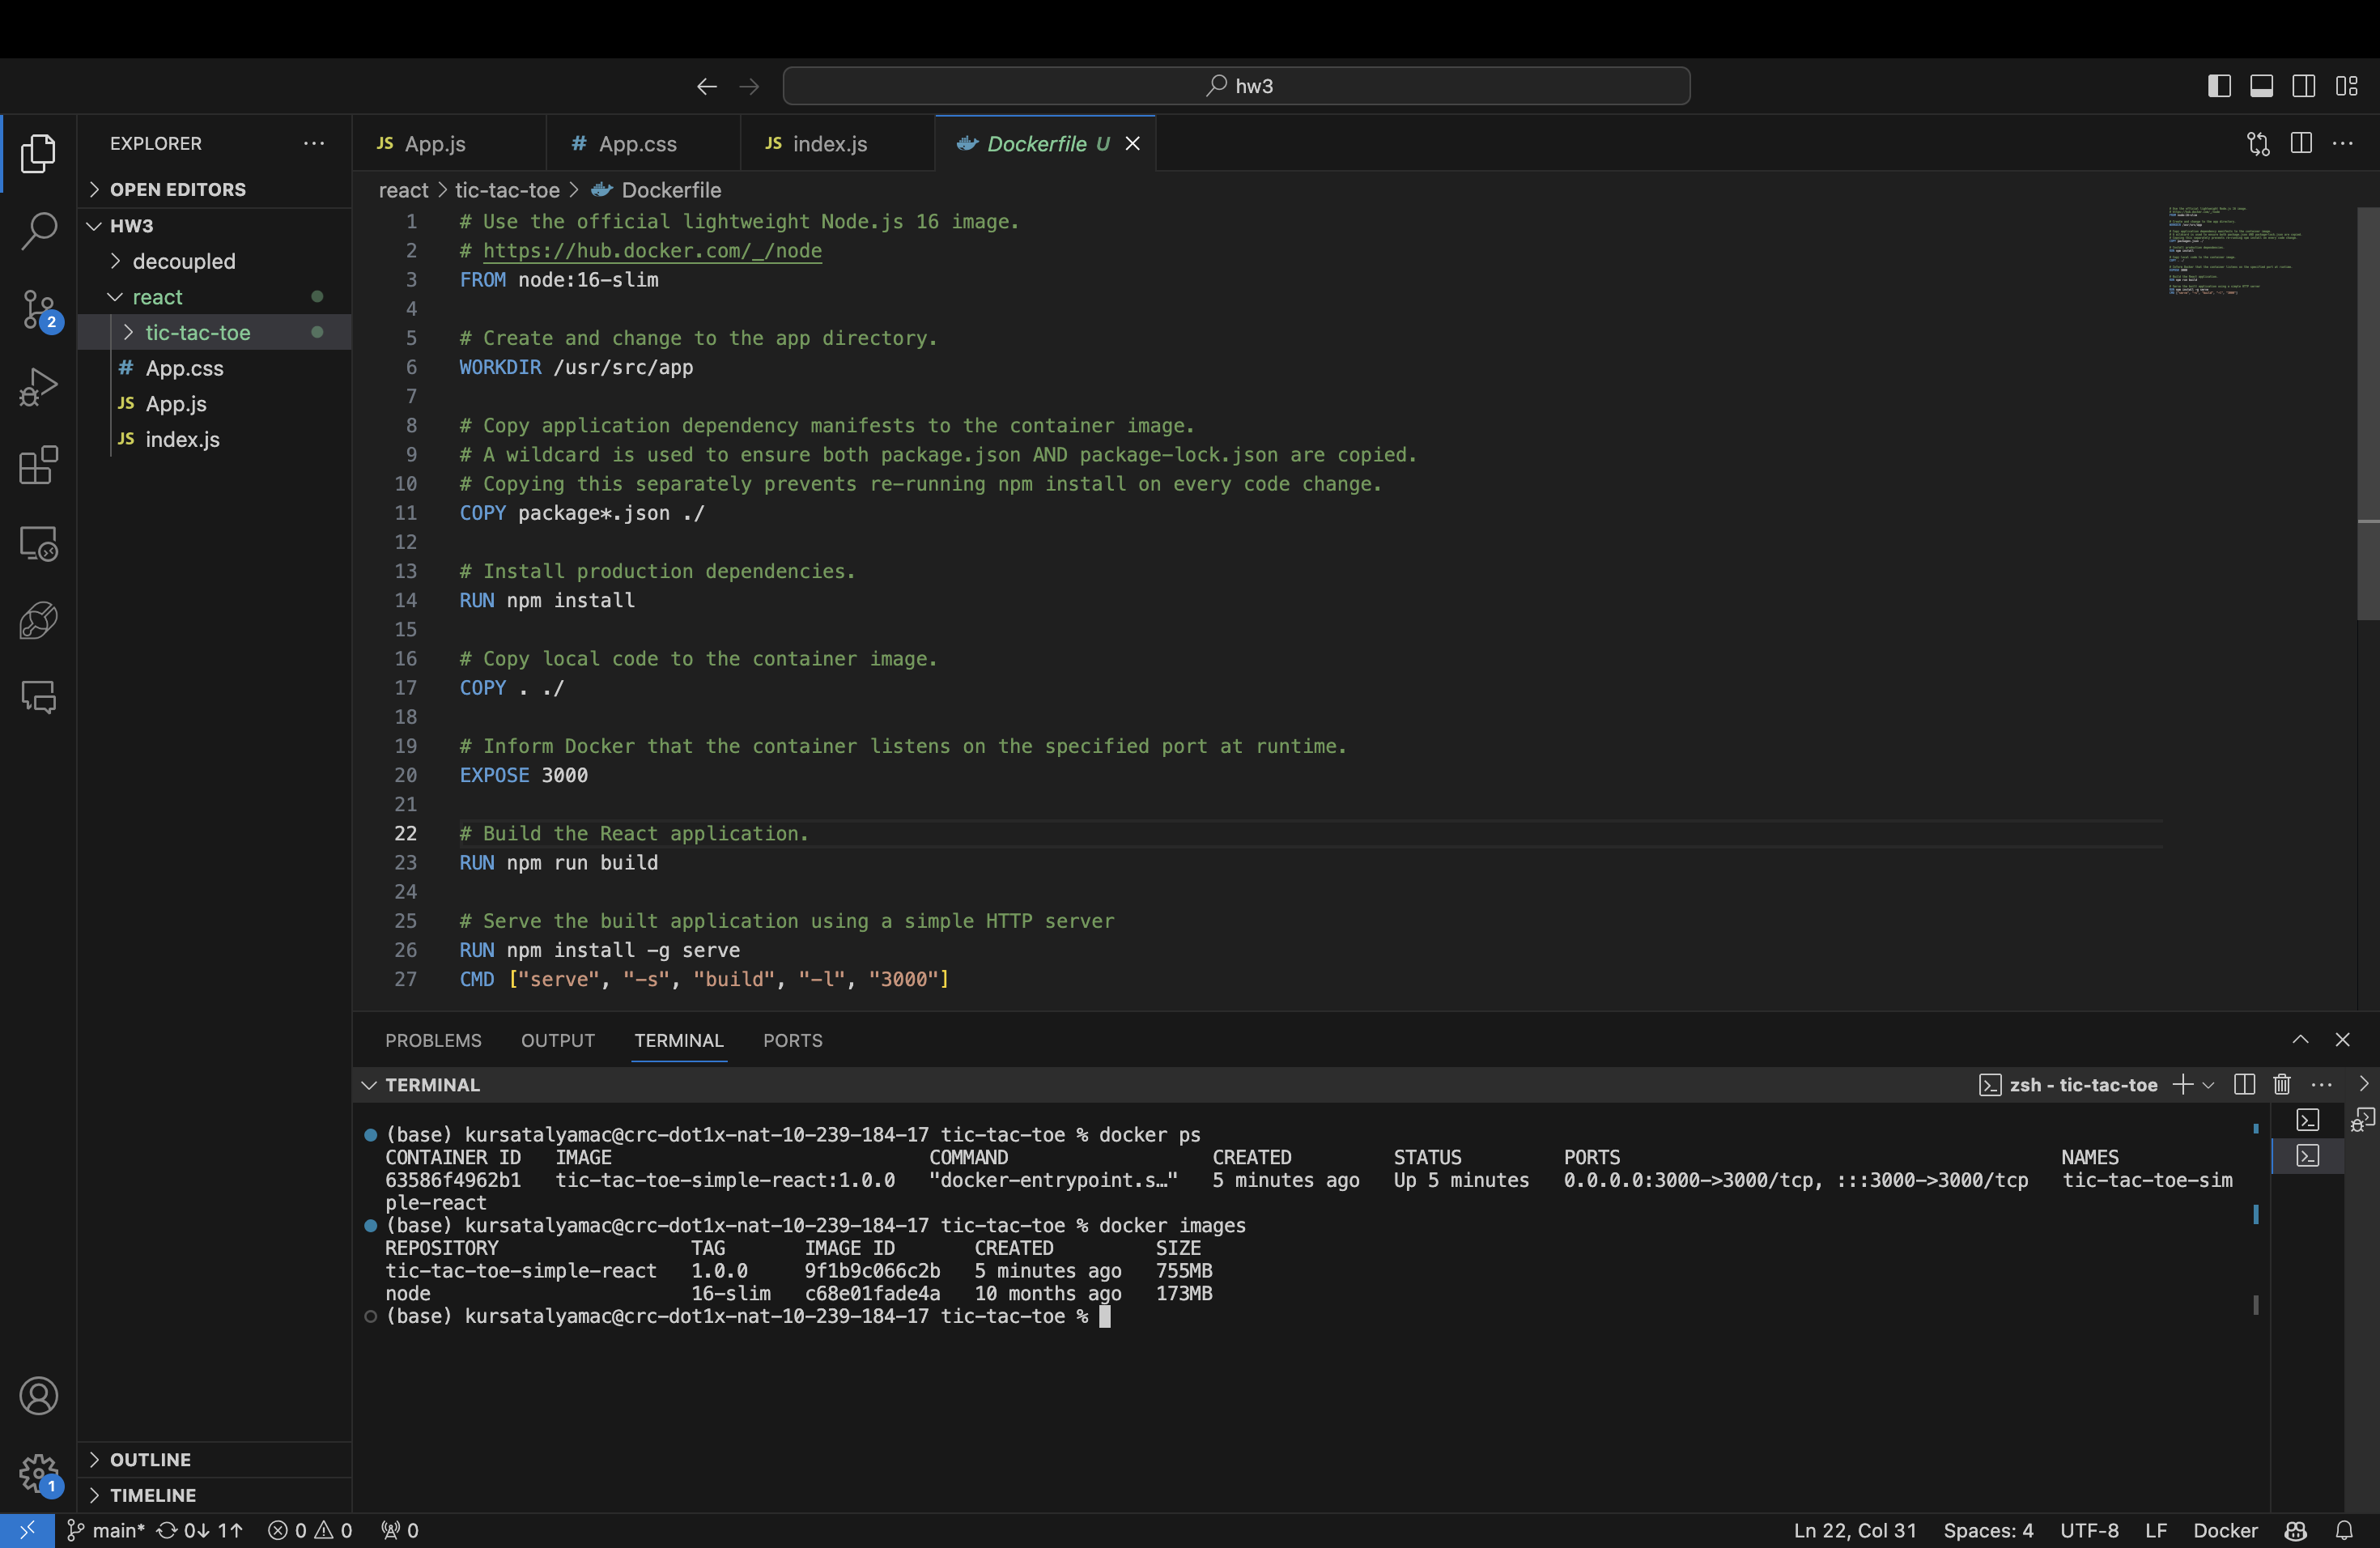 hw3
EXPLORER
OPEN EDITORS
HW3
decoupled
react
tic-tac-toe
App.css
App.js
index.js
OUTLINE
TIMELINE
2
1
JS App.js
# App.css
JS index.js
Dockerfile U
react > tic-tac-toe > Dockerfile
1 # Use the official lightweight Node.js 16 image.
2 # https://hub.docker.com/_/node
3 FROM node:16-slim
4
5 # Create and change to the app directory.
6 WORKDIR /usr/src/app
7
8 # Copy application dependency manifests to the container image.
9 # A wildcard is used to ensure both package.json AND package-lock.json are copied.
10 # Copying this separately prevents re-running npm install on every code change.
11 COPY package*.json ./
12
13 # Install production dependencies.
14 RUN npm install
15
16 # Copy local code to the container image.
17 COPY . ./
18
19 # Inform Docker that the container listens on the specified port at runtime.
20 EXPOSE 3000
21
22 # Build the React application.
23 RUN npm run build
24
25 # Serve the built application using a simple HTTP server
26 RUN npm install -g serve
27 CMD ["serve", "-s", "build", "-l", "3000"]
PROBLEMS OUTPUT TERMINAL PORTS
TERMINAL
zsh - tic-tac-toe
(base) kursatalyamac@crc-dot1x-nat-10-239-184-17 tic-tac-toe % docker ps
CONTAINER ID IMAGE COMMAND CREATED STATUS PORTS NAMES
63586f4962b1 tic-tac-toe-simple-react:1.0.0 "docker-entrypoint.s…" 5 minutes ago Up 5 minutes 0.0.0.0:3000->3000/tcp, :::3000->3000/tcp tic-tac-toe-sim
ple-react
(base) kursatalyamac@crc-dot1x-nat-10-239-184-17 tic-tac-toe % docker images
REPOSITORY TAG IMAGE ID CREATED SIZE
tic-tac-toe-simple-react 1.0.0 9f1b9c066c2b 5 minutes ago 755MB
node 16-slim c68e01fade4a 10 months ago 173MB
(base) kursatalyamac@crc-dot1x-nat-10-239-184-17 tic-tac-toe %
main* 0↓ 1↑ 0 0 0
Ln 22, Col 31 Spaces: 4 UTF-8 LF Docker